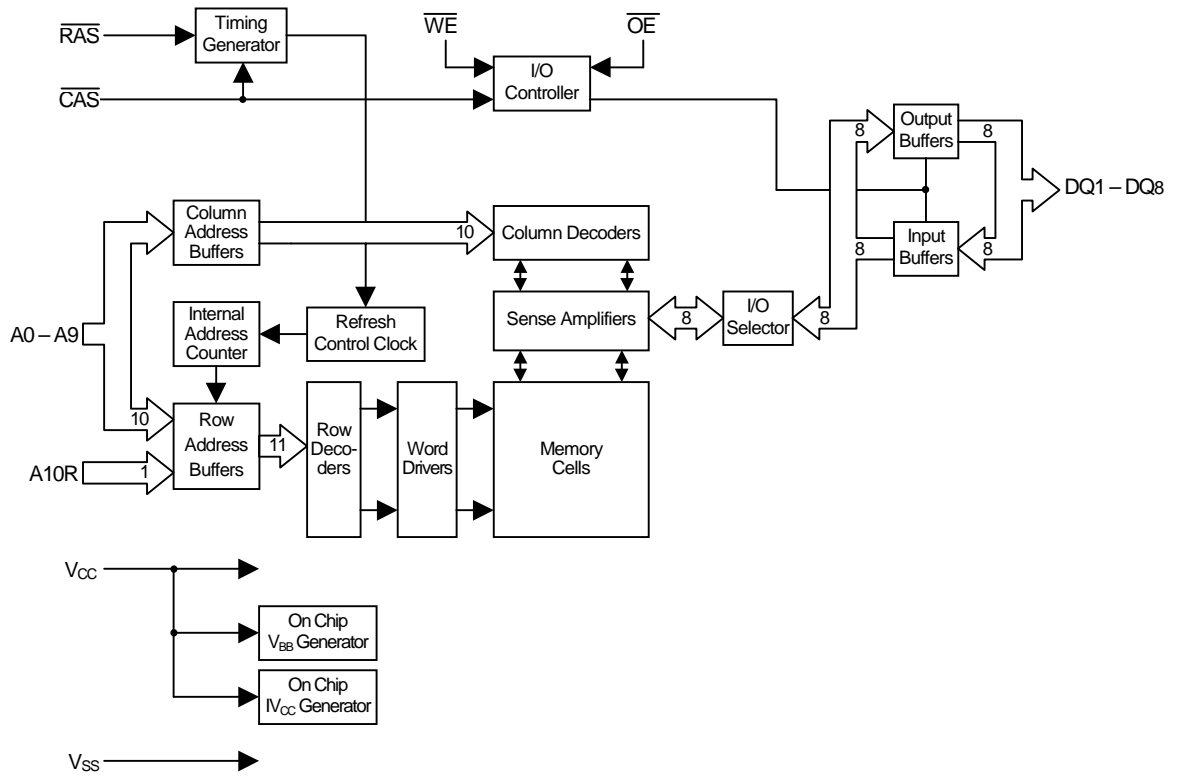 RAS
Timing
Generator
CAS
WE
OE
I/O
Controller
Output
Buffers
8
8
DQ1 – DQ8
Input
Buffers
8
8
Column
Address
Buffers
10
Column Decoders
A0 – A9
Internal
Address
Counter
Refresh
Control Clock
Sense Amplifiers
8
I/O
Selector
8
10
Row
Address
Buffers
11
Row
Deco-
ders
Word
Drivers
Memory
Cells
A10R
1
VCC
On Chip
VBB Generator
On Chip
IVCC Generator
VSS